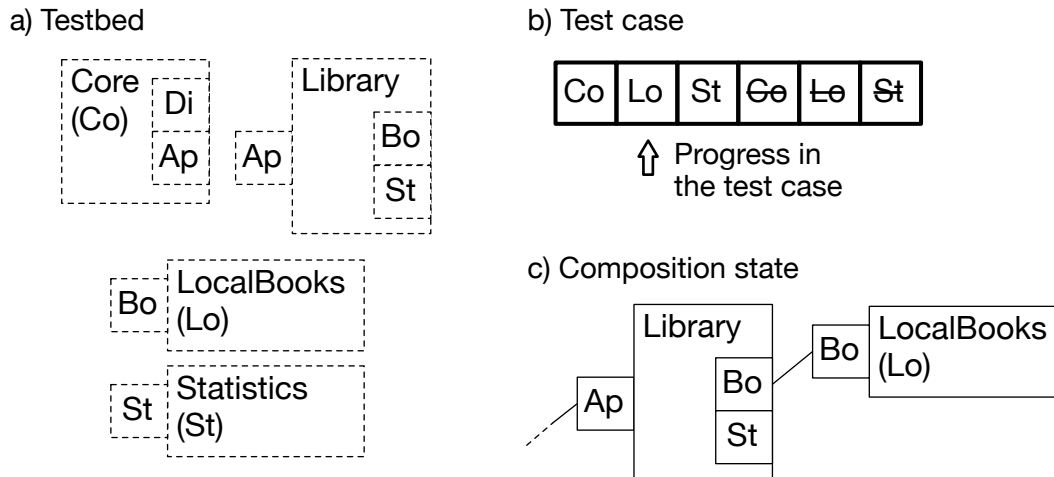 a) Testbed
Core
(Co)
Di
Ap
Ap
Library
Bo
St
Bo
LocalBooks
(Lo)
St
Statistics
(St)
b) Test case
Co Lo St Co Lo St
Progress in
the test case
c) Composition state
Ap
Library
Bo
St
Bo
LocalBooks
(Lo)